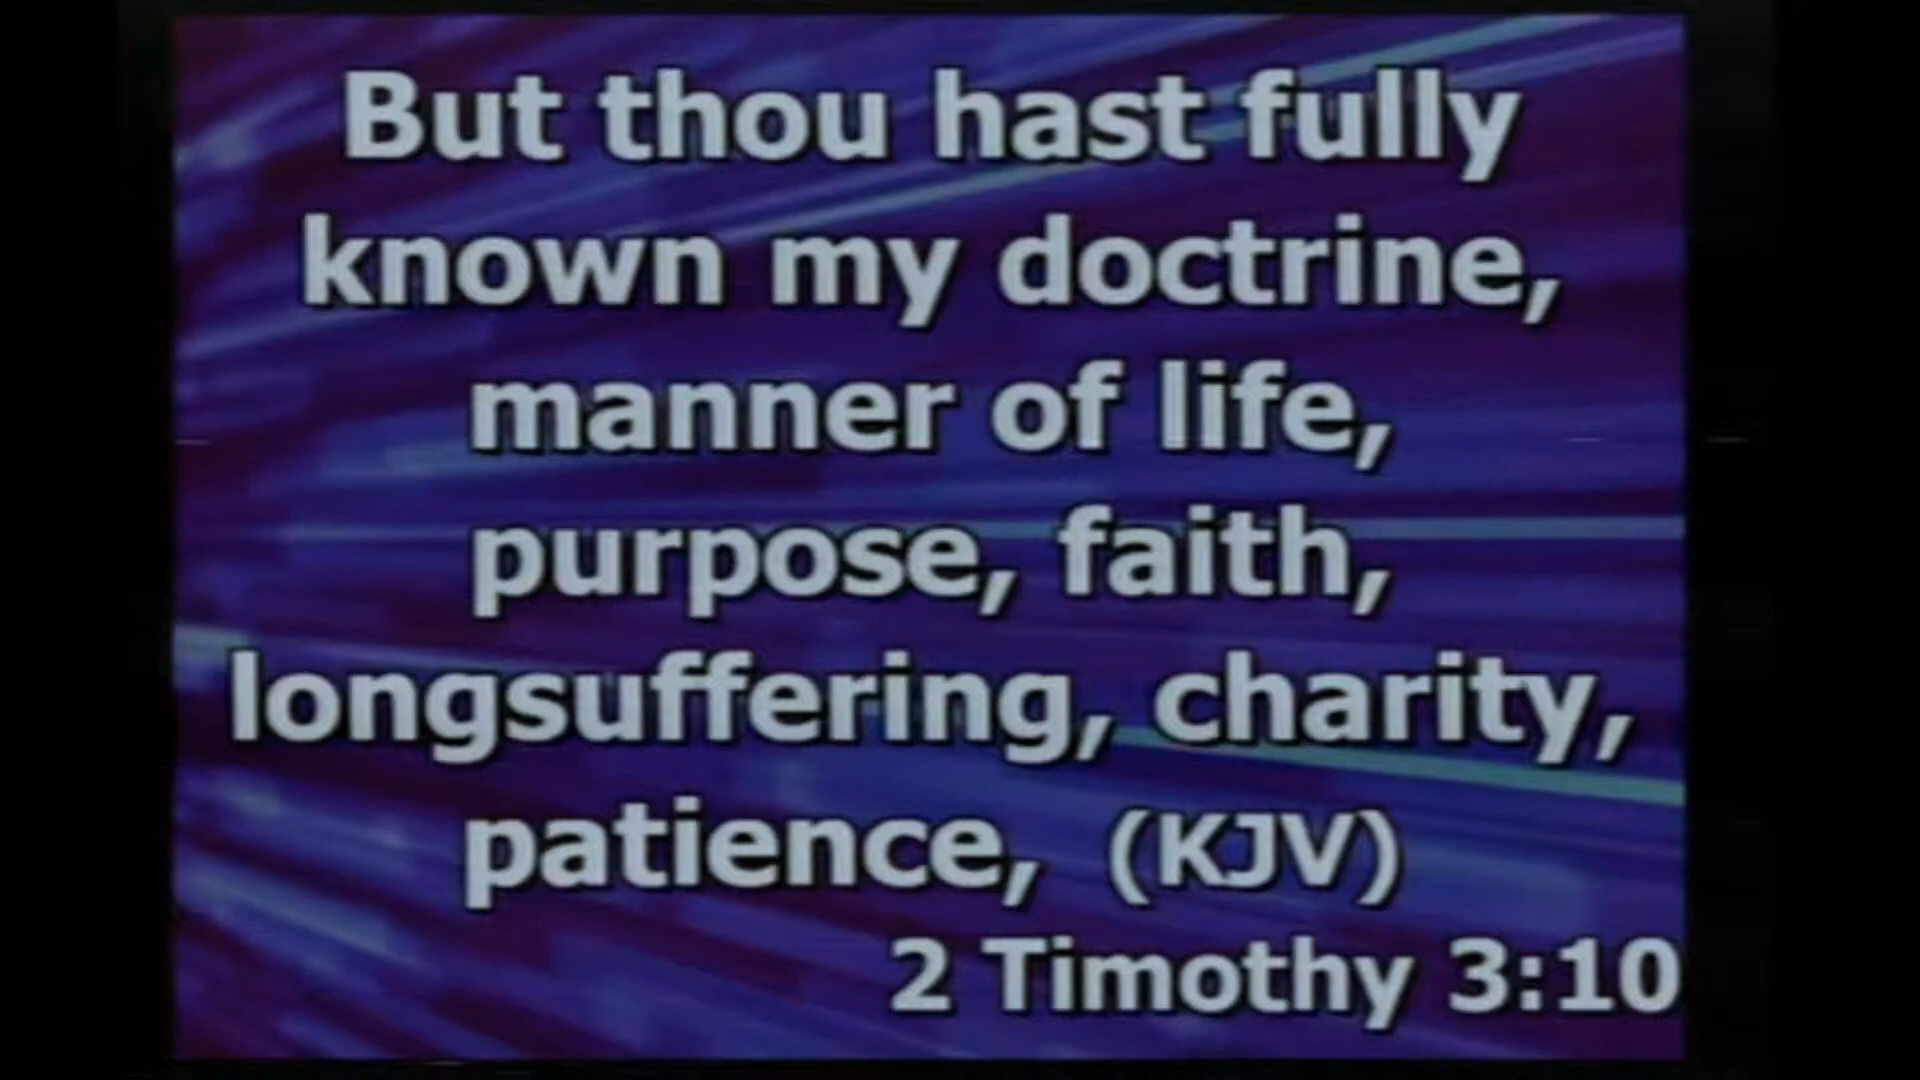 But thou hast fully
known my doctrine,
manner of life,
purpose, faith,
longsuffering, charity,
patience, (KJV)
2 Timothy 3:10